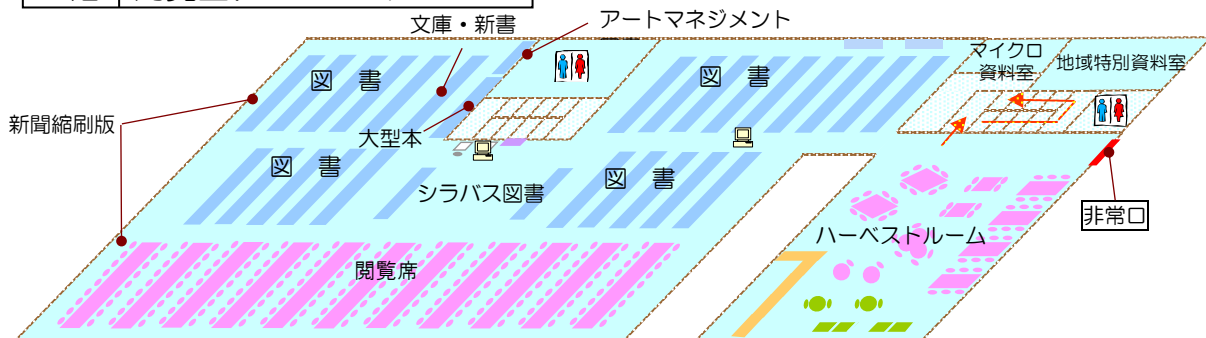 文庫・新書
アートマネジメント
図　書
図　書
マイクロ
資料室
地域特別資料室
新聞縮刷版
大型本
図　書
シラバス図書
図　書
非常口
ハーベストルーム
閲覧席